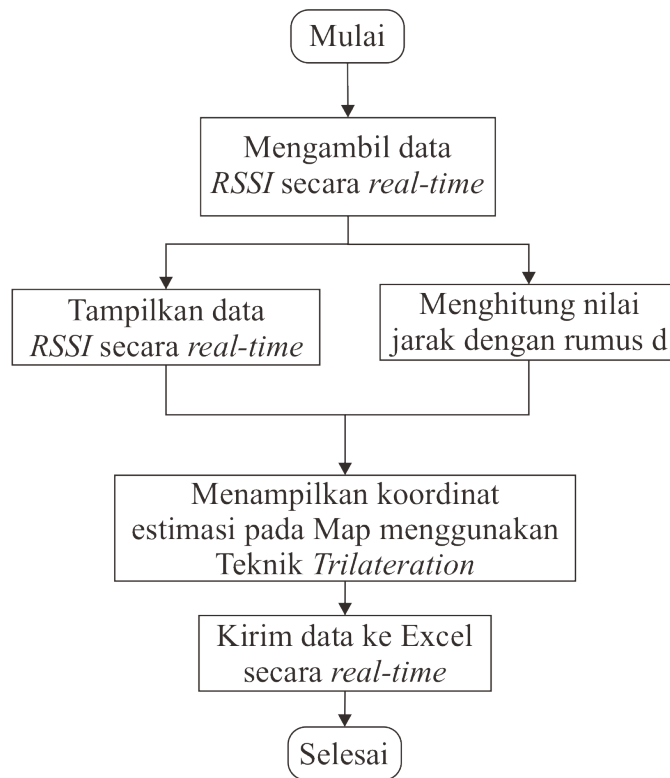 Mulai
Mengambil data
RSSI secara real-time
Tampilkan data
RSSI secara real-time
Menghitung nilai
jarak dengan rumus d
Menampilkan koordinat
estimasi pada Map menggunakan
Teknik Trilateration
Kirim data ke Excel
secara real-time
Selesai